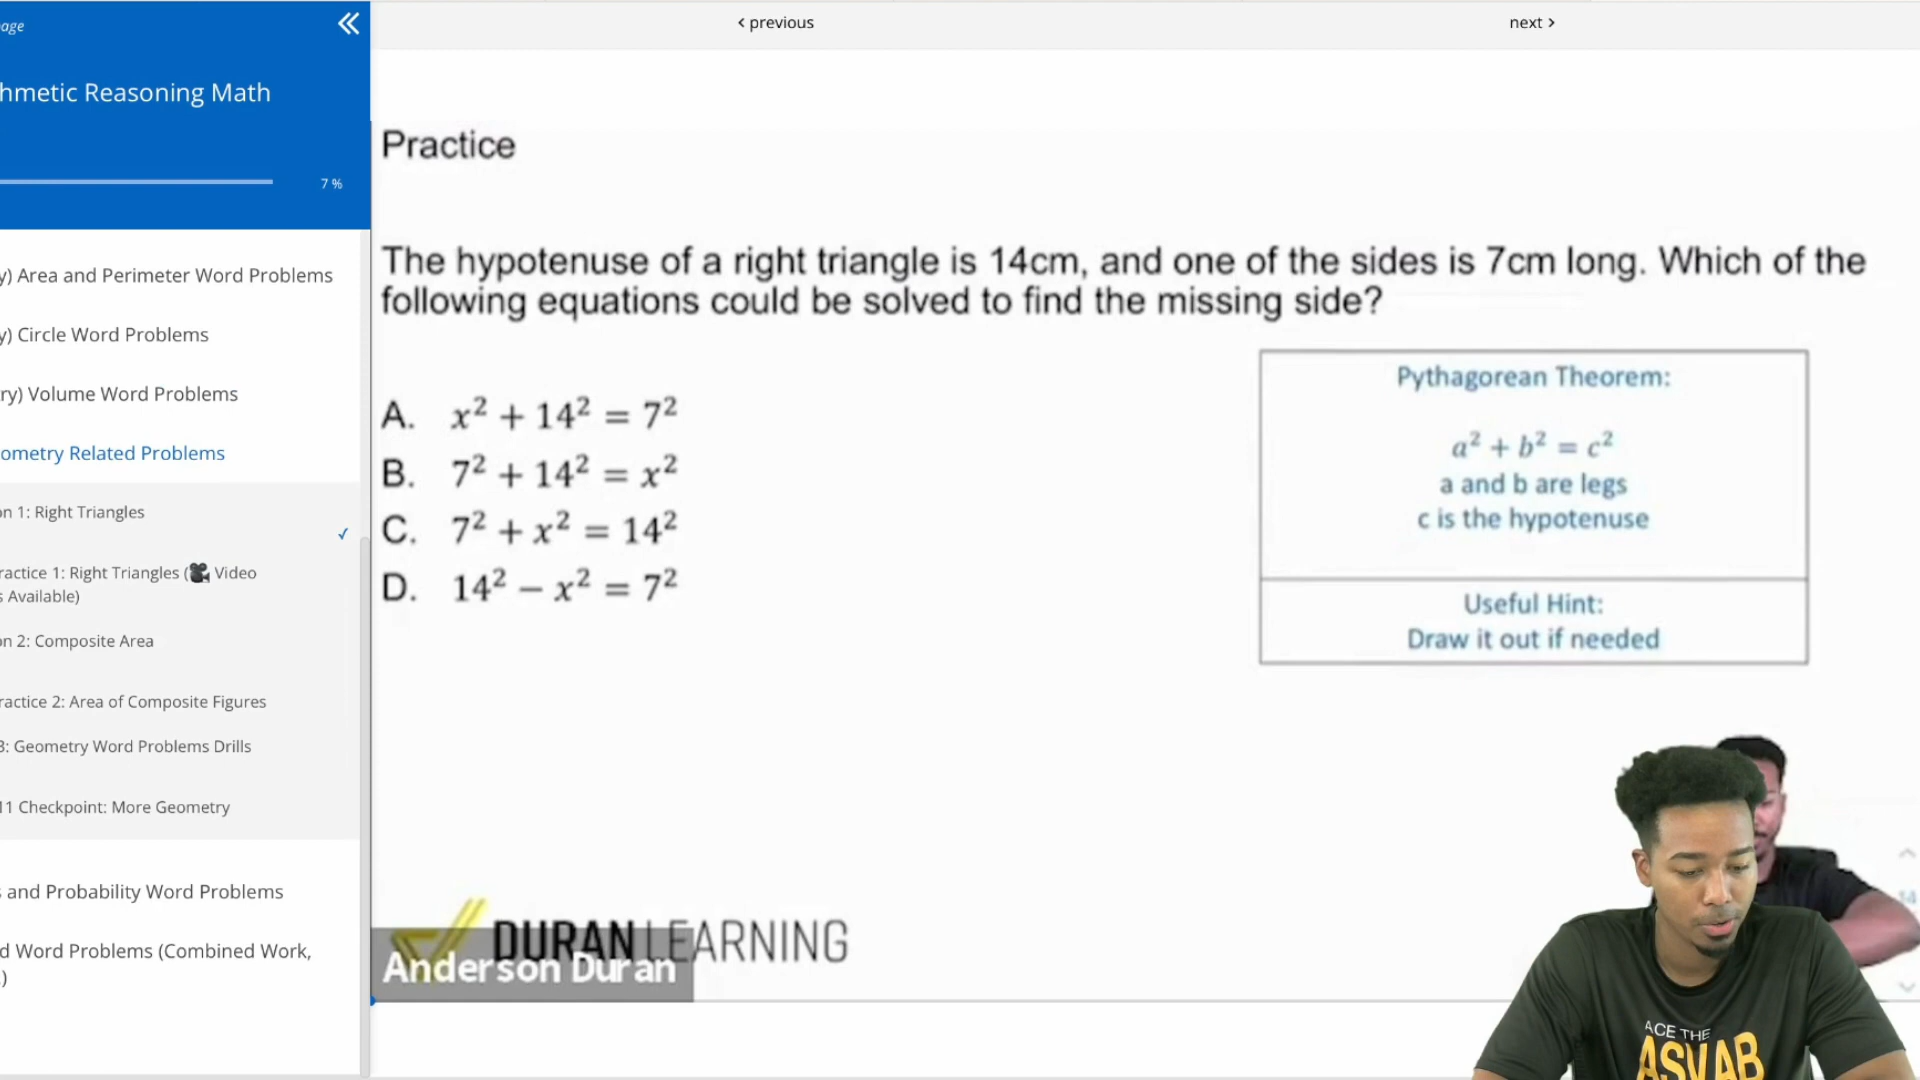 age
hmetic Reasoning Math
7 %
y) Area and Perimeter Word Problems
y) Circle Word Problems
ry) Volume Word Problems
ometry Related Problems
on 1: Right Triangles
ractice 1: Right Triangles (🎥 Video
s Available)
on 2: Composite Area
ractice 2: Area of Composite Figures
3: Geometry Word Problems Drills
11 Checkpoint: More Geometry
s and Probability Word Problems
d Word Problems (Combined Work,
)
< previous
next >
Practice
The hypotenuse of a right triangle is 14cm, and one of the sides is 7cm long. Which of the
following equations could be solved to find the missing side?
A. x² + 14² = 7²
B. 7² + 14² = x²
C. 7² + x² = 14²
D. 14² − x² = 7²
Pythagorean Theorem:
a² + b² = c²
a and b are legs
c is the hypotenuse
Useful Hint:
Draw it out if needed
DURAN LEARNING
Anderson Duran
14
ACE THE
ASVAB